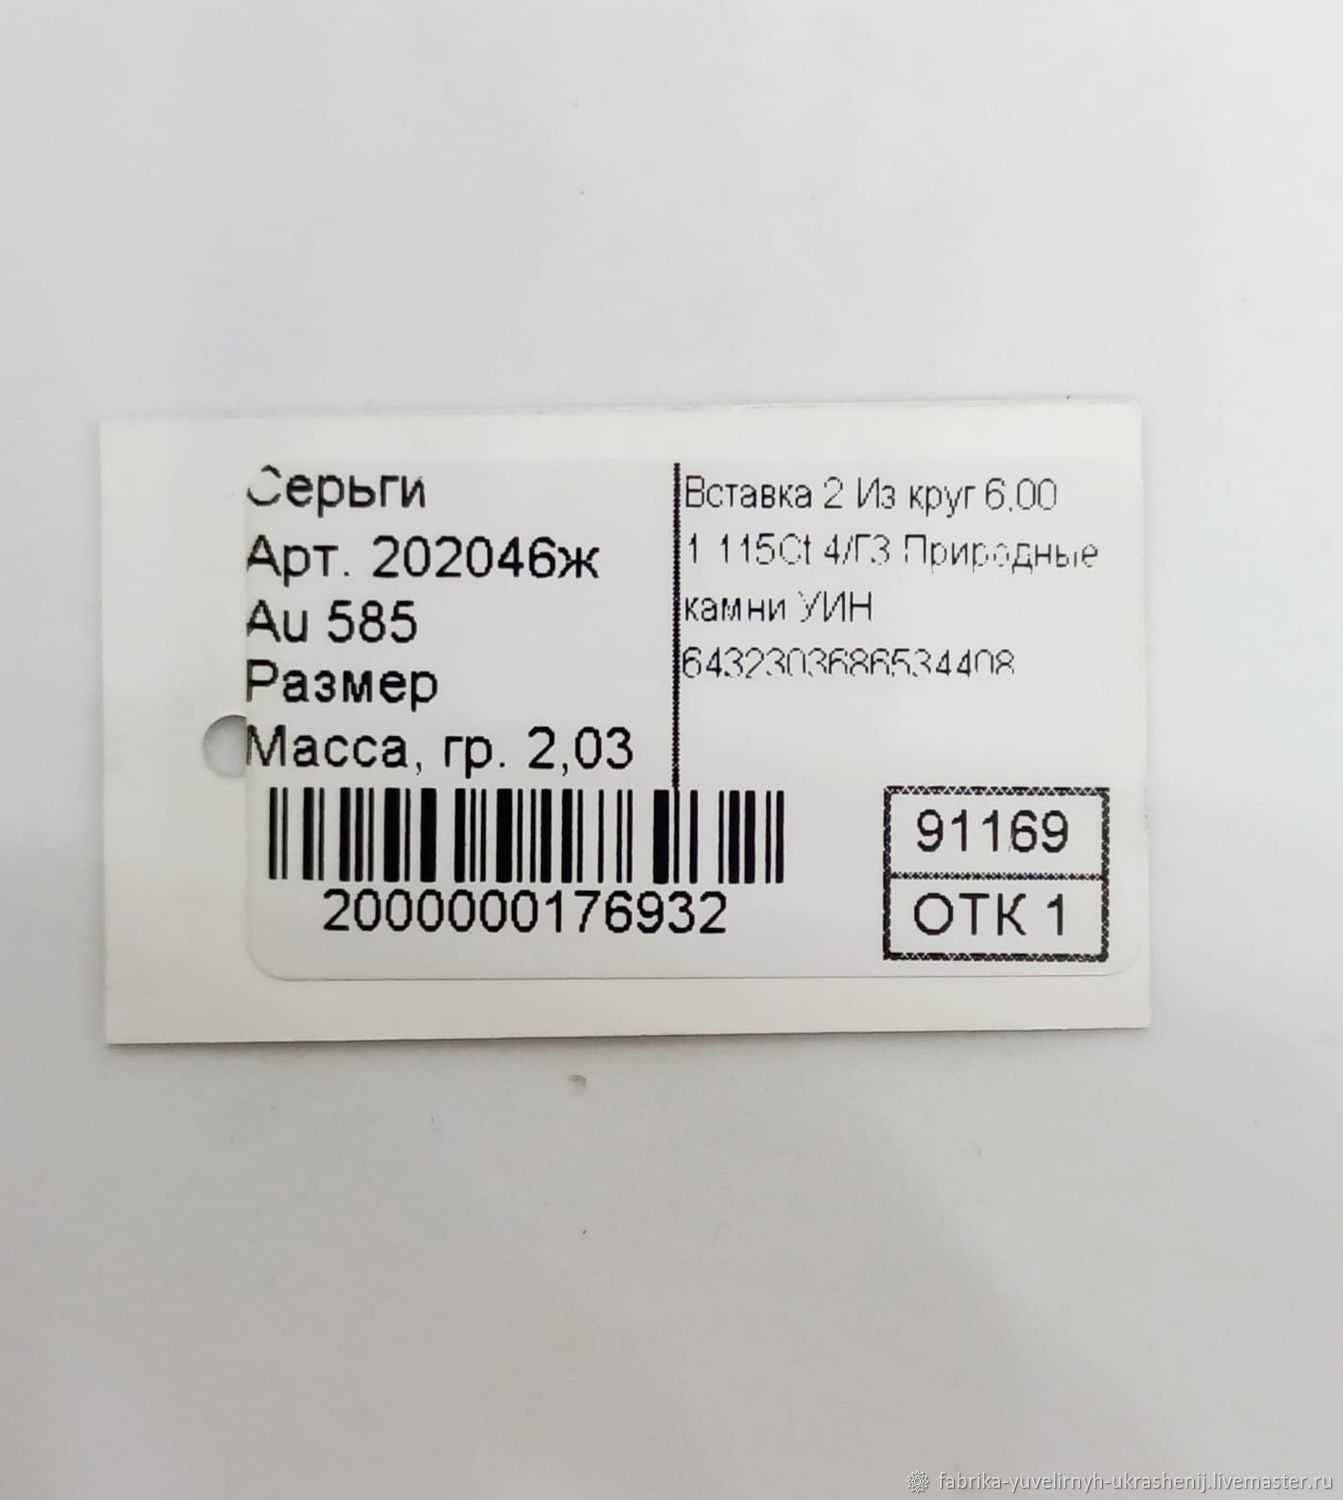 Серьги
Арт. 202046ж
Au 585
Размер
Масса, гр. 2,03
2000000176932
Вставка 2 Из круг 6,00
1 115Ct 4/Г3 Природные
камни УИН
6432303686534408
91169
ОТК 1
fabrika-yuvelirnyh-ukrashenij.livemaster.ru